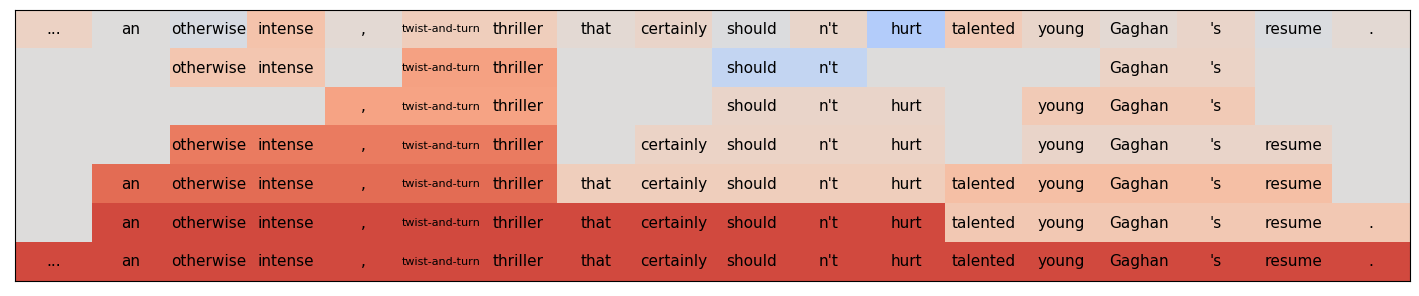 ... an otherwise intense , twist-and-turn thriller that certainly should n't hurt talented young Gaghan 's resume .
otherwise intense twist-and-turn thriller should n't Gaghan 's
, twist-and-turn thriller should n't hurt young Gaghan 's
otherwise intense , twist-and-turn thriller certainly should n't hurt young Gaghan 's resume
an otherwise intense , twist-and-turn thriller that certainly should n't hurt talented young Gaghan 's resume
an otherwise intense , twist-and-turn thriller that certainly should n't hurt talented young Gaghan 's resume .
... an otherwise intense , twist-and-turn thriller that certainly should n't hurt talented young Gaghan 's resume .